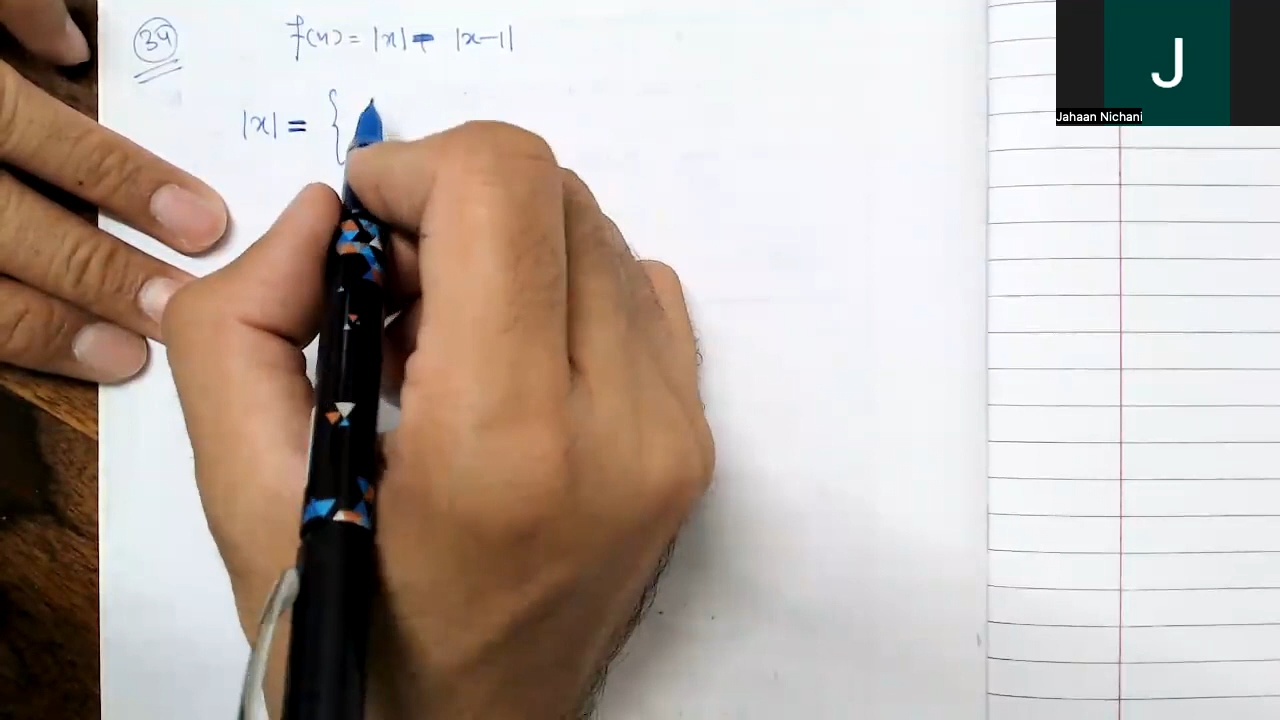 34 f(x) = |x| - |x-1|
|x| = {
J
Jahaan Nichani